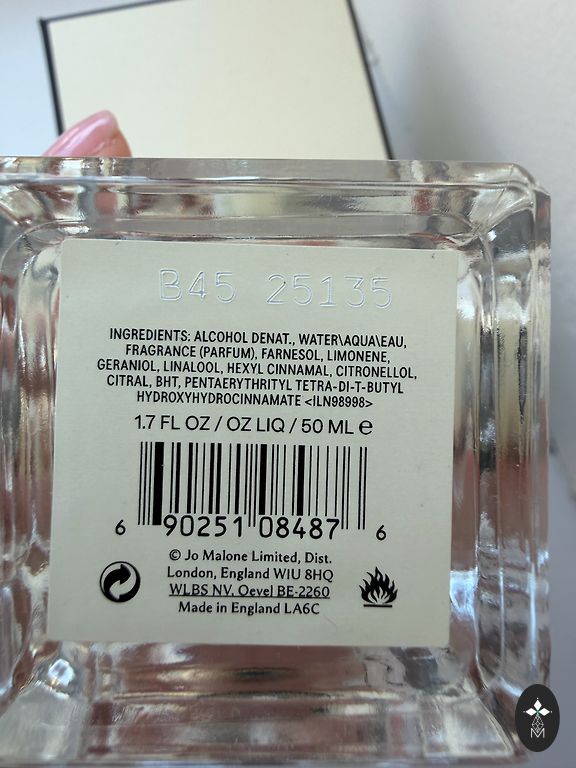 B45 25135
INGREDIENTS: ALCOHOL DENAT., WATER\AQUA\EAU,
FRAGRANCE (PARFUM), FARNESOL, LIMONENE,
GERANIOL, LINALOOL, HEXYL CINNAMAL, CITRONELLOL,
CITRAL, BHT, PENTAERYTHRITYL TETRA-DI-T-BUTYL
HYDROXYHYDROCINNAMATE <ILN98998>
1.7 FL OZ / OZ LIQ / 50 ML e
6 90251 08487 6
© Jo Malone Limited, Dist.
London, England W1U 8HQ
WLBS NV. Oevel BE-2260
Made in England LA6C